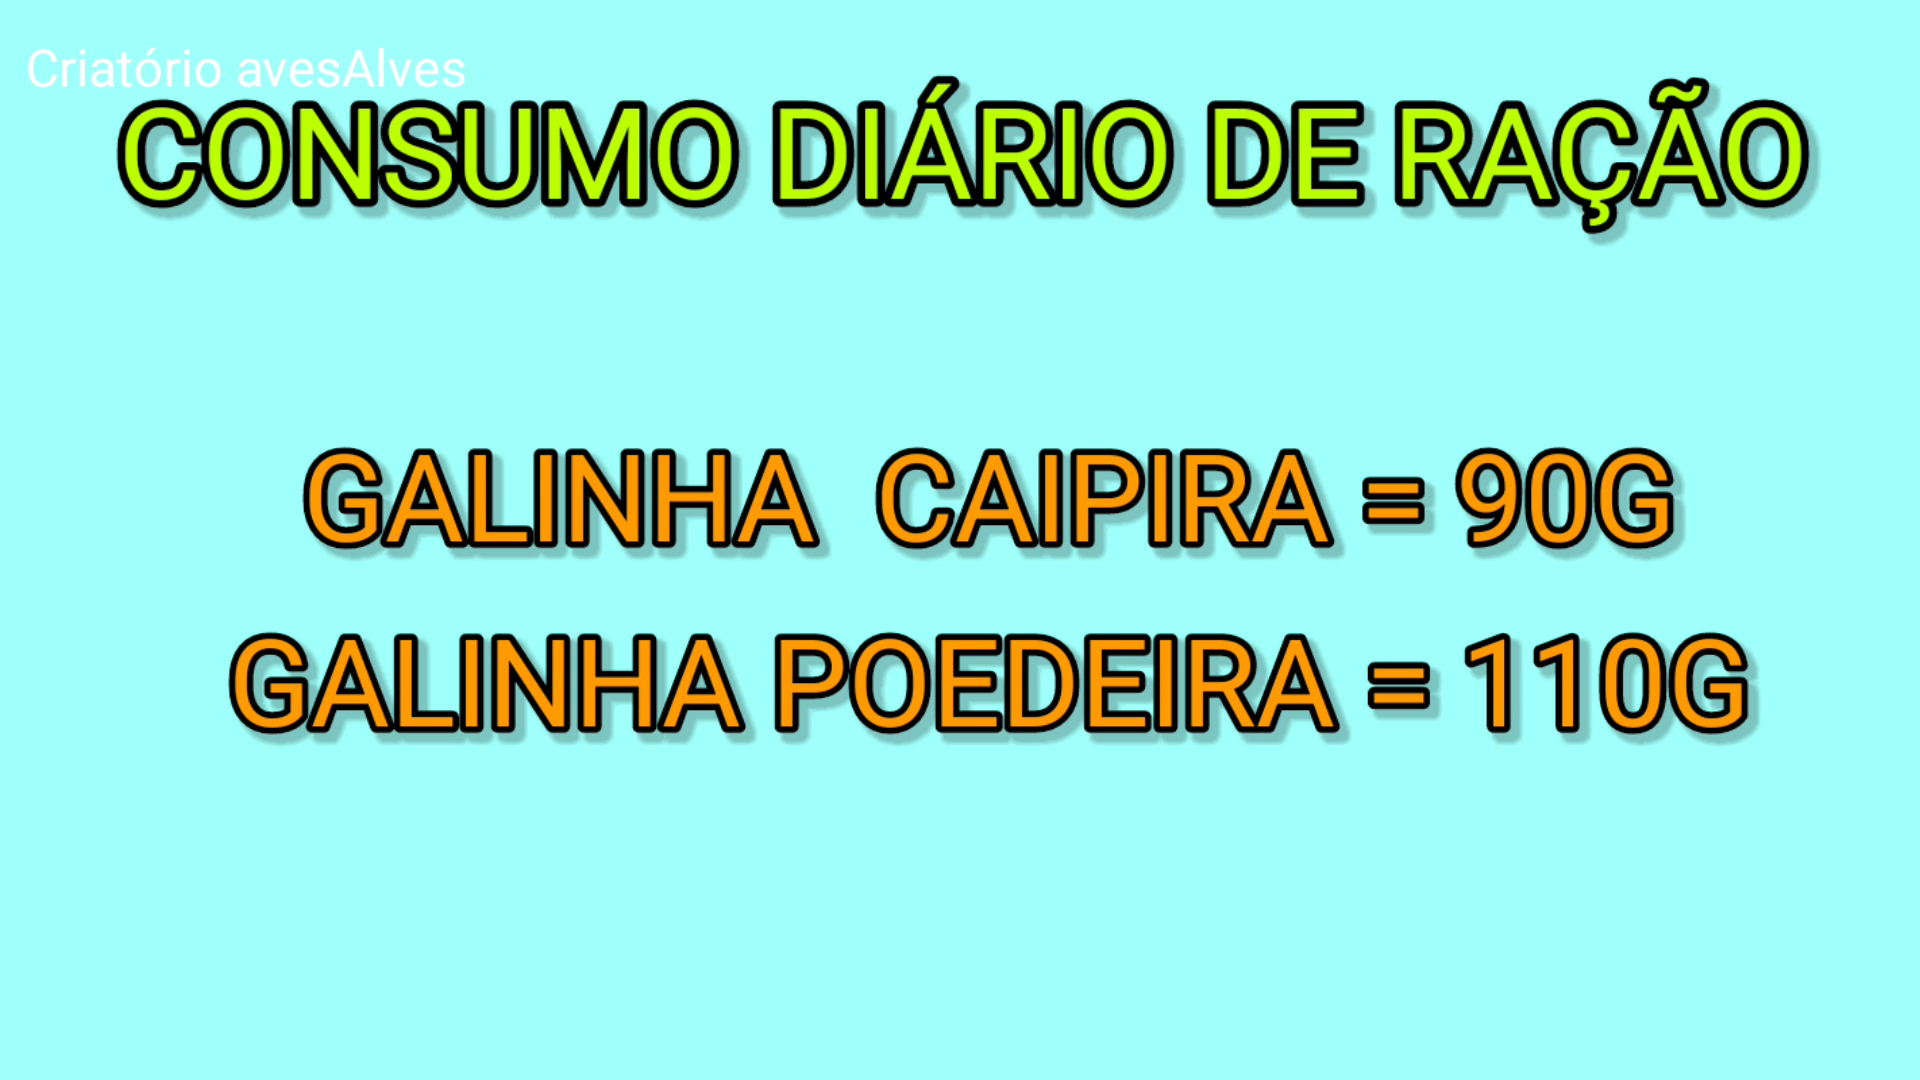 Criatório avesAlves
CONSUMO DIÁRIO DE RAÇÃO
GALINHA CAIPIRA = 90G
GALINHA POEDEIRA = 110G